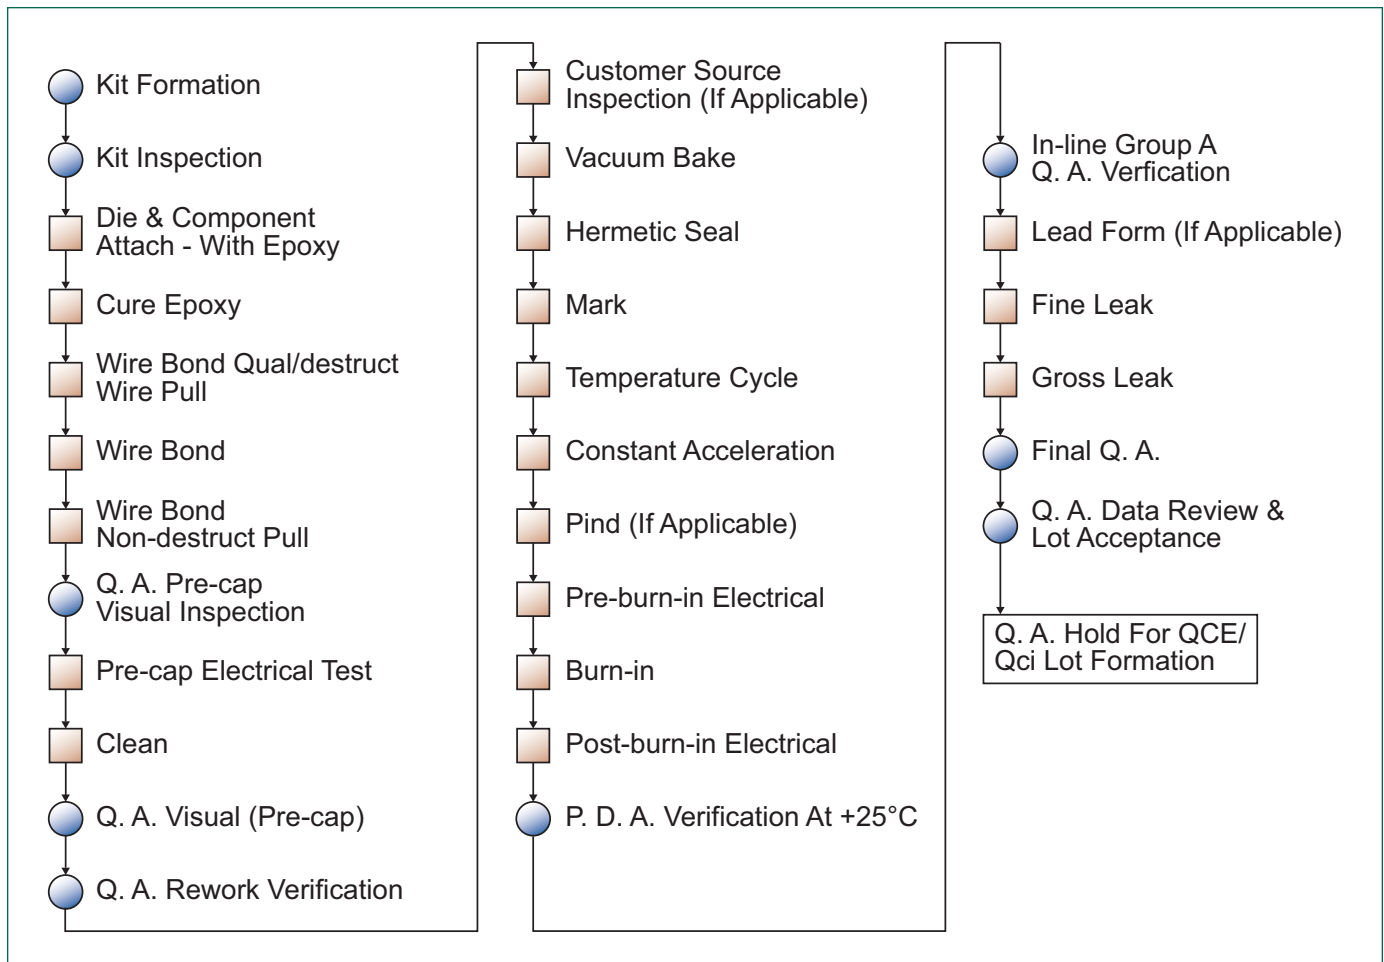 Kit Formation
Kit Inspection
Die & Component
Attach - With Epoxy
Cure Epoxy
Wire Bond Qual/destruct
Wire Pull
Wire Bond
Wire Bond
Non-destruct Pull
Q. A. Pre-cap
Visual Inspection
Pre-cap Electrical Test
Clean
Q. A. Visual (Pre-cap)
Q. A. Rework Verification
Customer Source
Inspection (If Applicable)
Vacuum Bake
Hermetic Seal
Mark
Temperature Cycle
Constant Acceleration
Pind (If Applicable)
Pre-burn-in Electrical
Burn-in
Post-burn-in Electrical
P. D. A. Verification At +25°C
In-line Group A
Q. A. Verfication
Lead Form (If Applicable)
Fine Leak
Gross Leak
Final Q. A.
Q. A. Data Review &
Lot Acceptance
Q. A. Hold For QCE/
Qci Lot Formation